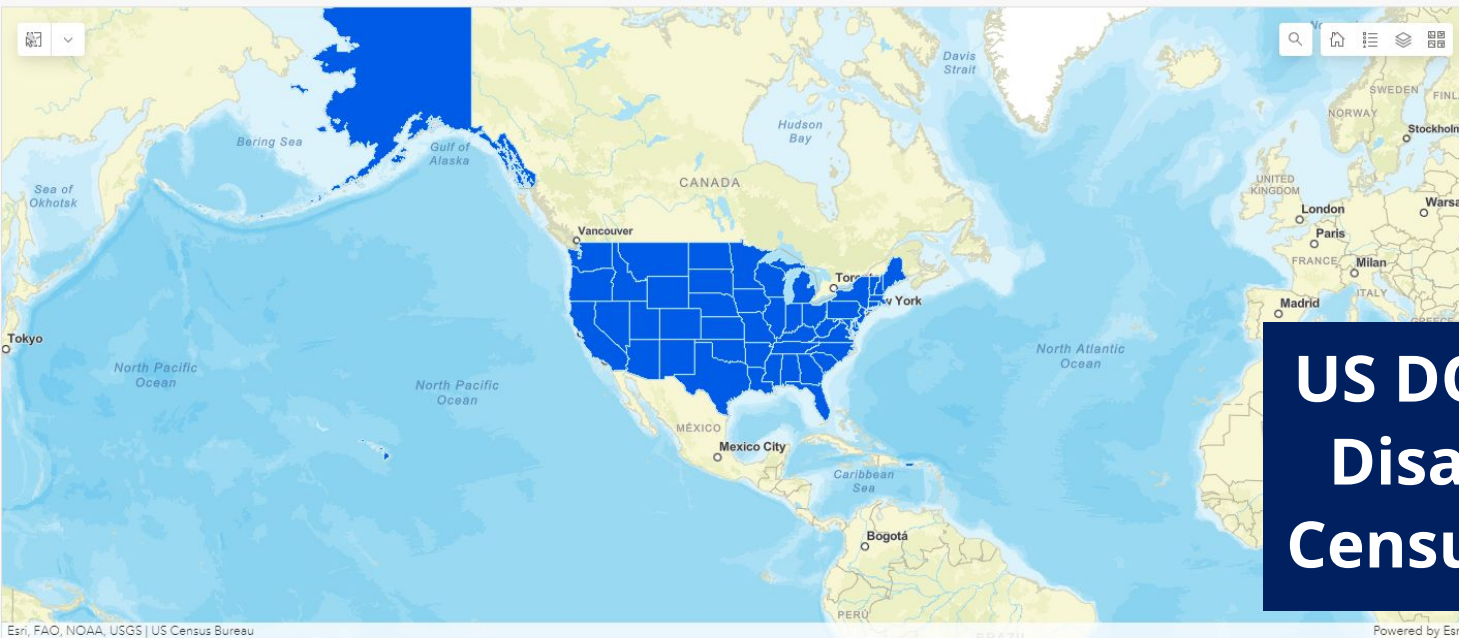 Davis
Strait
SWEDEN
FINL
NORWAY
Stockholm
Hudson
Bay
Bering Sea
Gulf of
Alaska
CANADA
Sea of
Okhotsk
UNITED
KINGDOM
London
Warsa
Vancouver
Paris
FRANCE
Milan
Toronto
ITALY
w York
Madrid
GREECE
Tokyo
North Pacific
Ocean
North Pacific
Ocean
North Atlantic
Ocean
US DO
Disa
Censu
MÉXICO
Mexico City
Caribbean
Sea
Bogotá
PERÚ
BRAZIL
Esri, FAO, NOAA, USGS | US Census Bureau
Powered by Esr